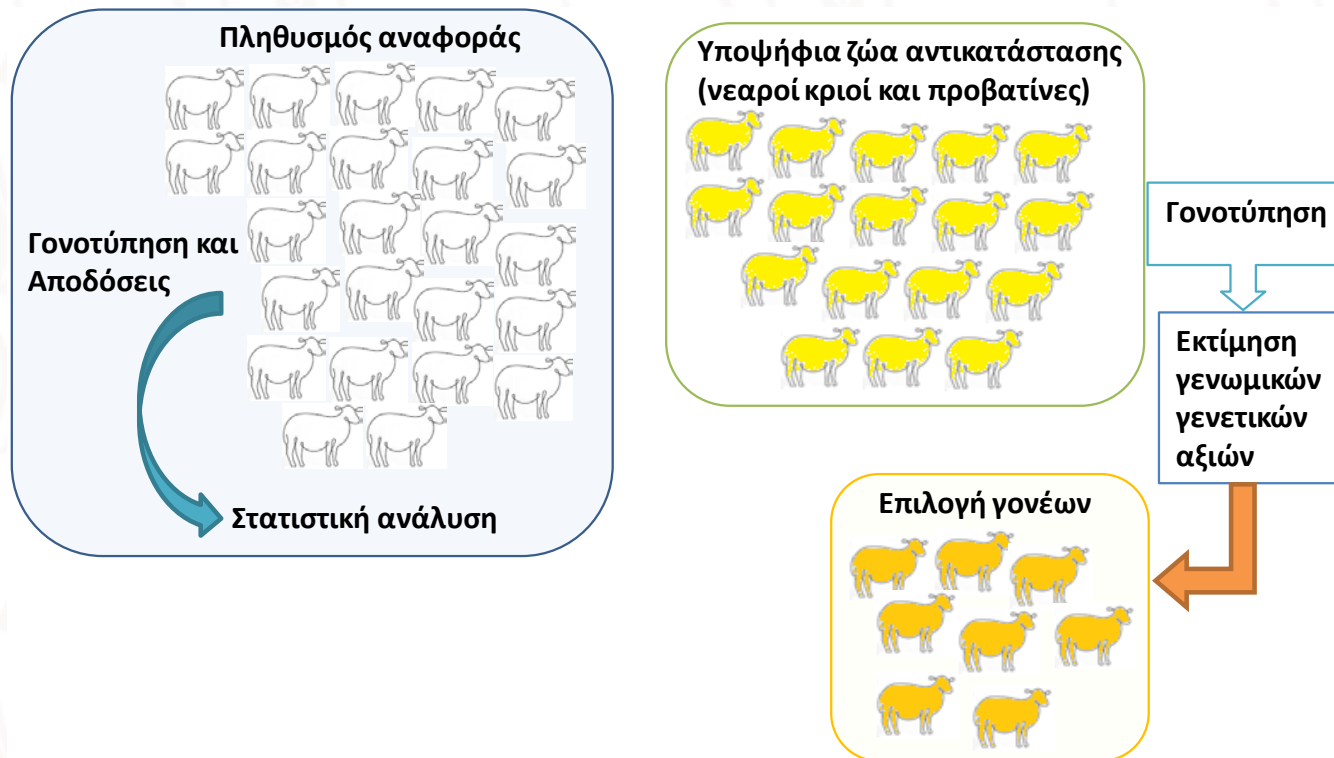 Πληθυσμός αναφοράς
Γονοτύπηση και
Αποδόσεις
Στατιστική ανάλυση
Υποψήφια ζώα αντικατάστασης
(νεαροί κριοί και προβατίνες)
Γονοτύπηση
Εκτίμηση
γενωμικών
γενετικών
αξιών
Επιλογή γονέων